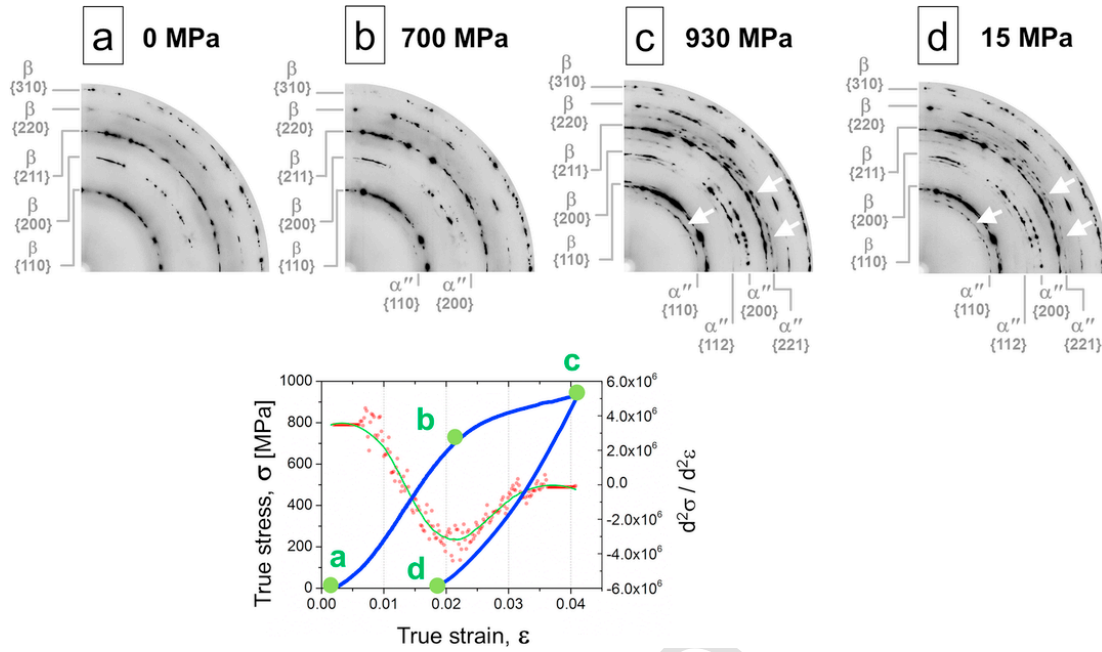 a 0 MPa
b 700 MPa
c 930 MPa
d 15 MPa
β
{310}
β
{220}
β
{211}
β
{200}
β
{110}
β
{310}
β
{220}
β
{211}
β
{200}
β
{110}
α″
{110}
α″
{200}
β
{310}
β
{220}
β
{211}
β
{200}
β
{110}
α″
{110}
α″
{112}
α″
{200}
α″
{221}
β
{310}
β
{220}
β
{211}
β
{200}
β
{110}
α″
{110}
α″
{112}
α″
{200}
α″
{221}
True stress, σ [MPa]
1000
800
600
400
200
0
a
b
c
d
6.0x10⁶
4.0x10⁶
2.0x10⁶
0.0
-2.0x10⁶
-4.0x10⁶
-6.0x10⁶
d²σ / d²ε
0.00 0.01 0.02 0.03 0.04
True strain, ε